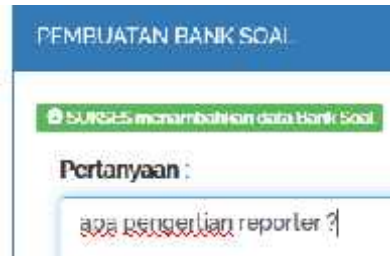 PEMBUATAN BANK SOAL
SUKSES menambahkan data Bank Soal
Pertanyaan :
apa pengertian reporter ?